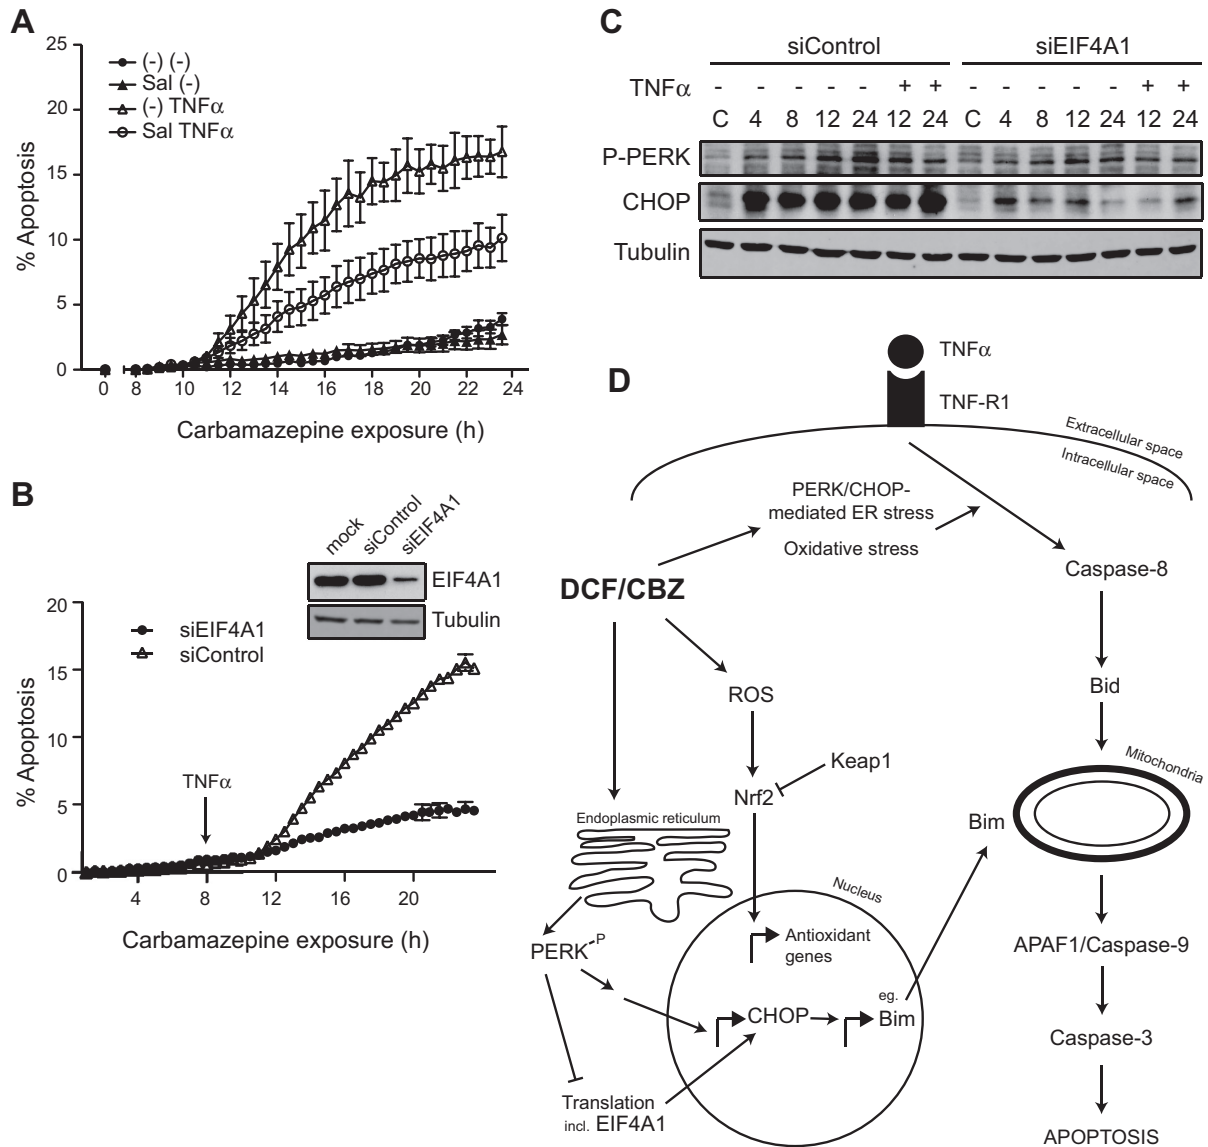 A
25
20
15
10
5
0
% Apoptosis
(-) (-)
Sal (-)
(-) TNFα
Sal TNFα
0 8 10 12 14 16 18 20 22 24
Carbamazepine exposure (h)
B
mock
siControl
siEIF4A1
EIF4A1
Tubulin
20
15
10
5
0
% Apoptosis
siEIF4A1
siControl
TNFα
4 8 12 16 20
Carbamazepine exposure (h)
C
siControl siEIF4A1
TNFα - - - - - + + - - - - - + +
C 4 8 12 24 12 24 C 4 8 12 24 12 24
P-PERK
CHOP
Tubulin
D
TNFα
TNF-R1
Extracellular space
Intracellular space
PERK/CHOP-
mediated ER stress
Oxidative stress
DCF/CBZ
Caspase-8
ROS
Bid
Keap1
Nrf2
Mitochondria
Endoplasmic reticulum
Bim
Nucleus
PERK-P
Antioxidant
genes
APAF1/Caspase-9
eg.
CHOP
Bim
Caspase-3
Translation
incl. EIF4A1
APOPTOSIS